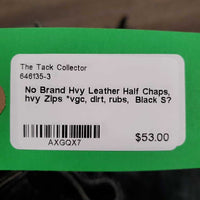 The Tack Collector
646135-3
No Brand Hvy Leather Half Chaps,
hvy Zips *vgc, dirt, rubs, Black S?
$53.00
AXGQX7